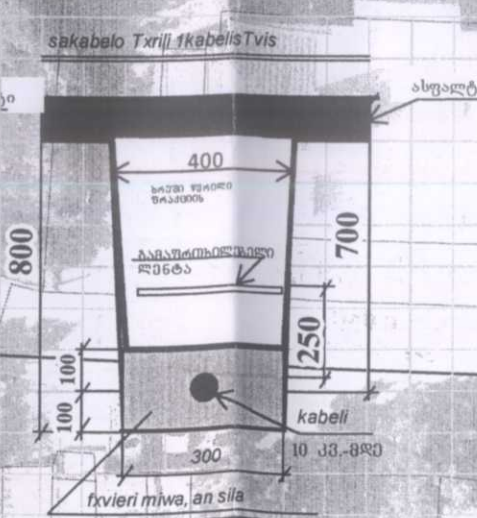 sakabelo Txrili 1kabelisTvis
ასფალტ
400
ხრეში წვრილი
ფრაქციის
800
700
გამაფრთხილებელი
ლენტა
250
100
100
kabeli
300
10 კვ.-მდე
fxvieri miwa, an sila